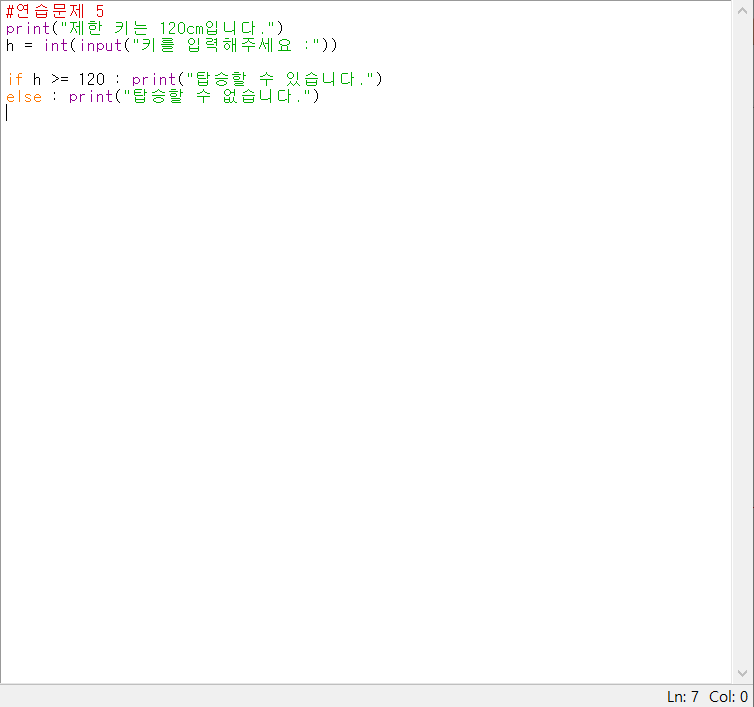 #연습문제 5
print("제한 키는 120cm입니다.")
h = int(input("키를 입력해주세요 :"))
if h >= 120 : print("탑승할 수 있습니다.")
else : print("탑승할 수 없습니다.")
Ln: 7 Col: 0